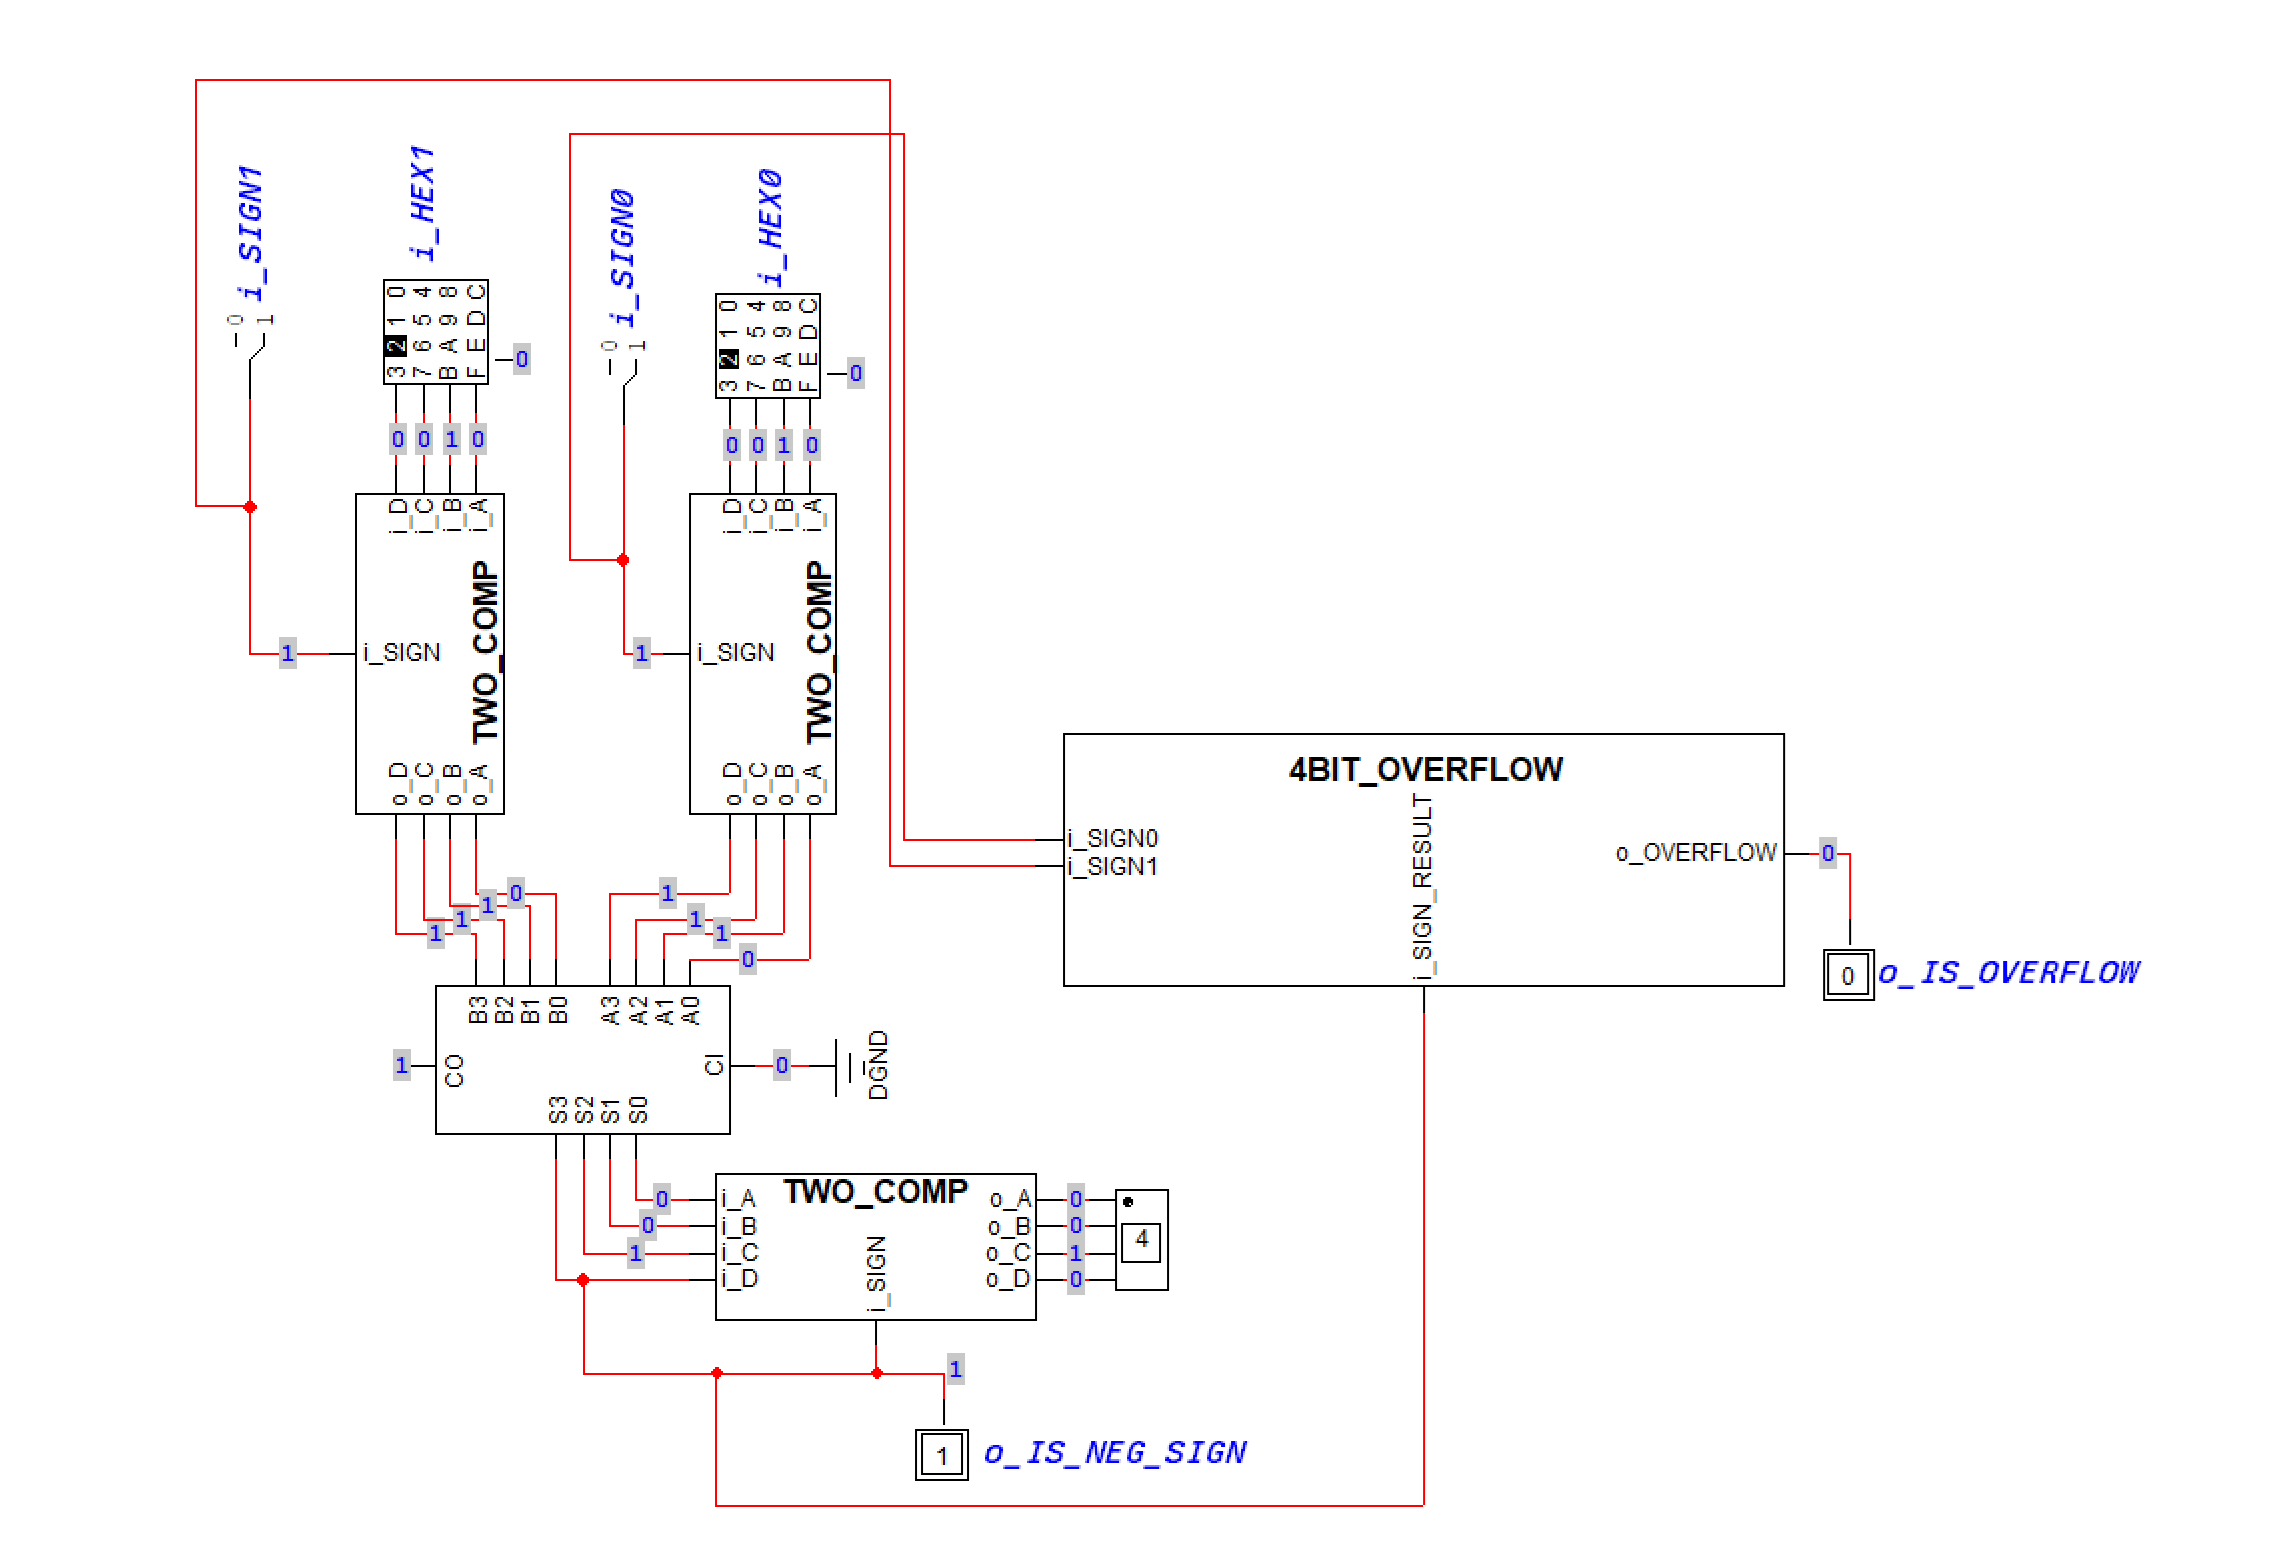 i_SIGN1
0
1
i_HEX1
0 4 8 C
1 5 9 D
2 6 A E
3 7 B F
0
i_SIGN0
0
1
i_HEX0
0 4 8 C
1 5 9 D
2 6 A E
3 7 B F
0
0 0 1 0
0 0 1 0
i_D i_C i_B i_A
i_D i_C i_B i_A
TWO_COMP
TWO_COMP
1
i_SIGN
1
i_SIGN
o_D o_C o_B o_A
o_D o_C o_B o_A
4BIT_OVERFLOW
i_SIGN0
i_SIGN1
i_SIGN_RESULT
o_OVERFLOW
0
0
o_IS_OVERFLOW
1 1 1 0
1 1 1 0
B3 B2 B1 B0 A3 A2 A1 A0
1
CO
CI
0
DGND
S3 S2 S1 S0
TWO_COMP
0 i_A
0 i_B
1 i_C
i_D
i_SIGN
o_A 0
o_B 0
o_C 1
o_D 0
4
1
1
o_IS_NEG_SIGN